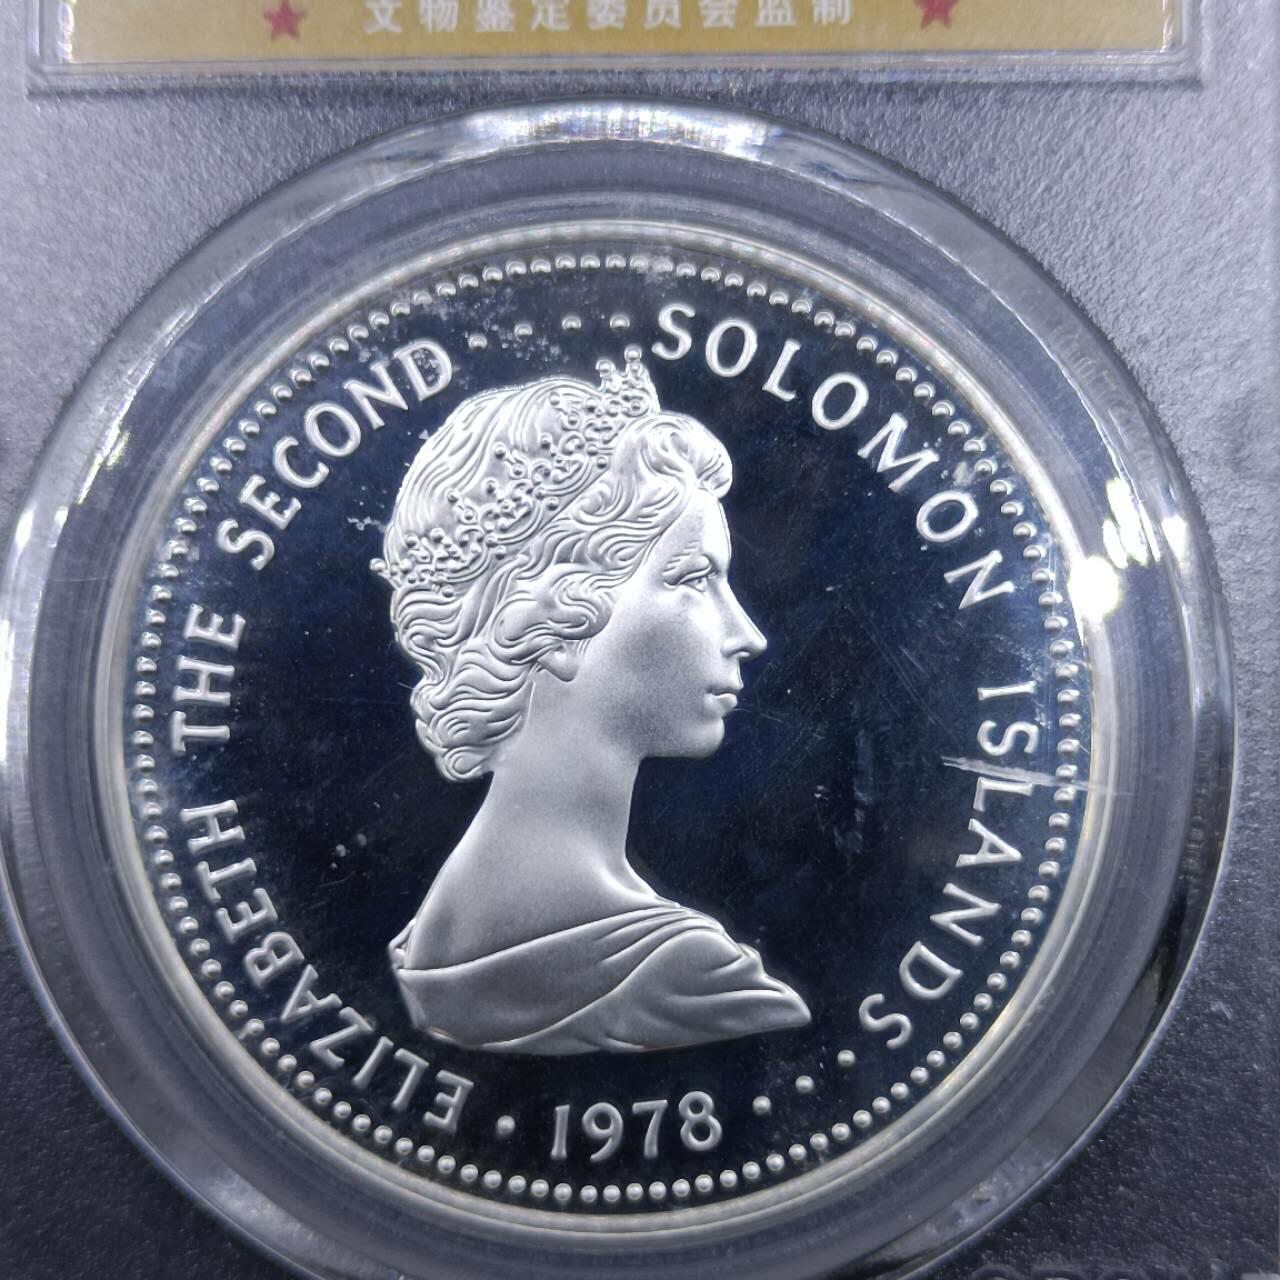 文物鉴定委员会监制
ELIZABETH THE SECOND
SOLOMON ISLANDS
1978